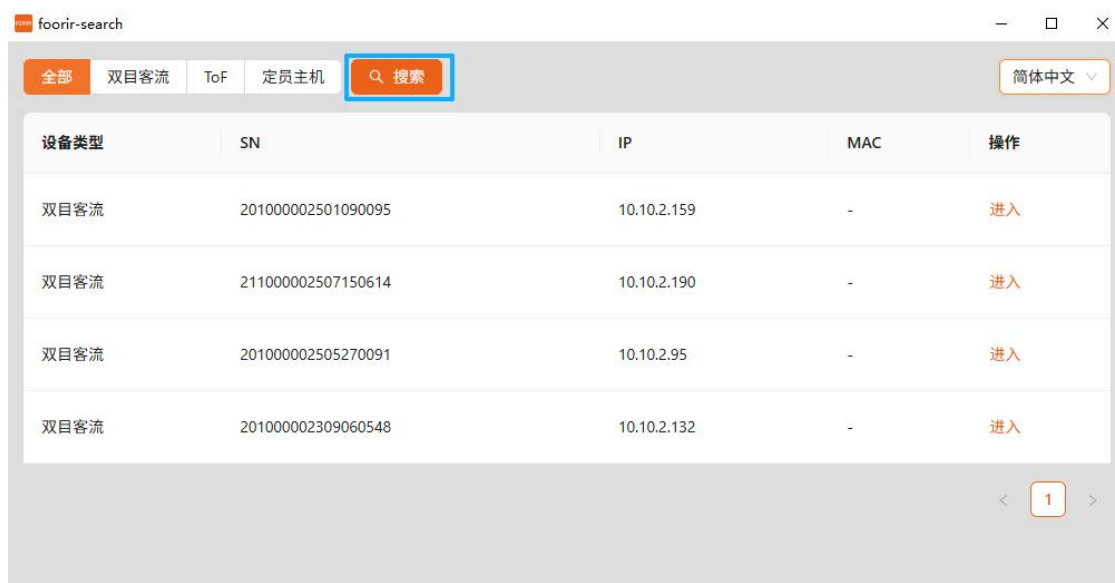 foorir-search
全部 双目客流 ToF 定员主机 搜索 简体中文
设备类型 SN IP MAC 操作
双目客流 201000002501090095 10.10.2.159 - 进入
双目客流 211000002507150614 10.10.2.190 - 进入
双目客流 201000002505270091 10.10.2.95 - 进入
双目客流 201000002309060548 10.10.2.132 - 进入
< 1 >